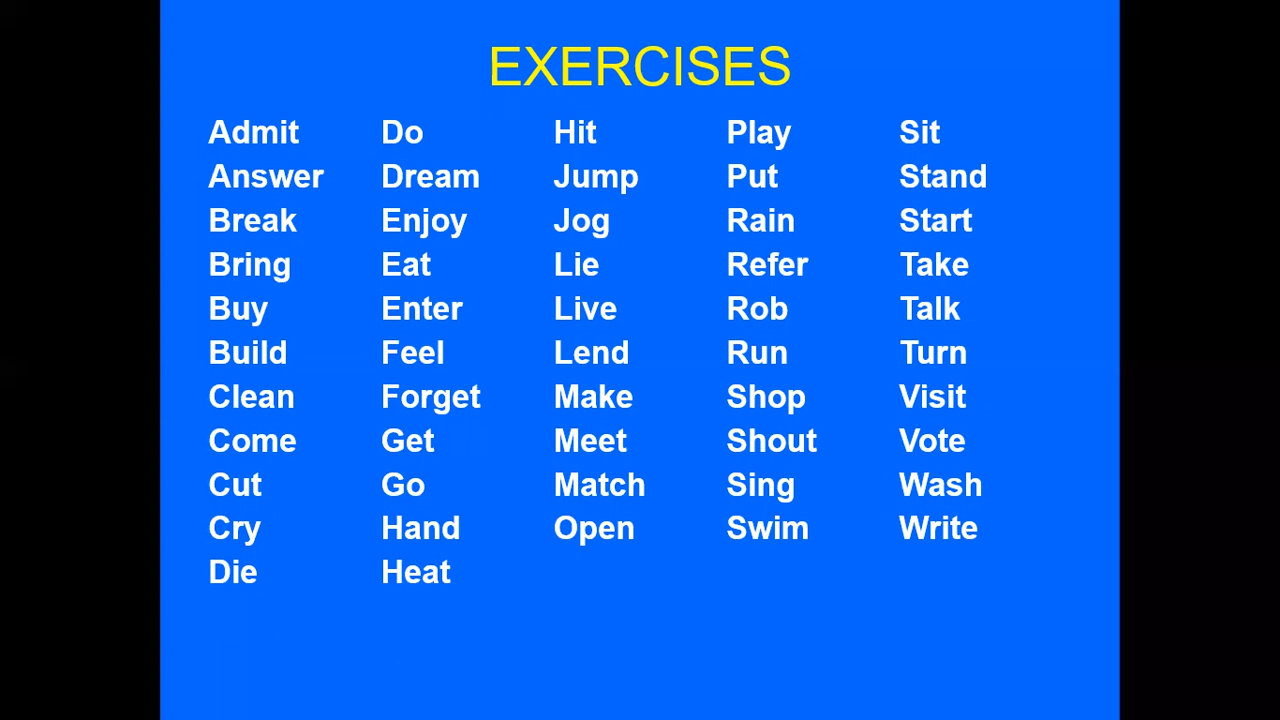 EXERCISES
Admit Do Hit Play Sit
Answer Dream Jump Put Stand
Break Enjoy Jog Rain Start
Bring Eat Lie Refer Take
Buy Enter Live Rob Talk
Build Feel Lend Run Turn
Clean Forget Make Shop Visit
Come Get Meet Shout Vote
Cut Go Match Sing Wash
Cry Hand Open Swim Write
Die Heat